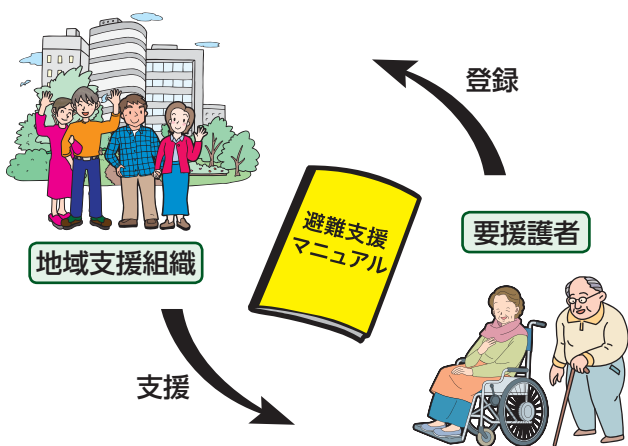 登録
避難支援
マニュアル
要援護者
地域支援組織
支援